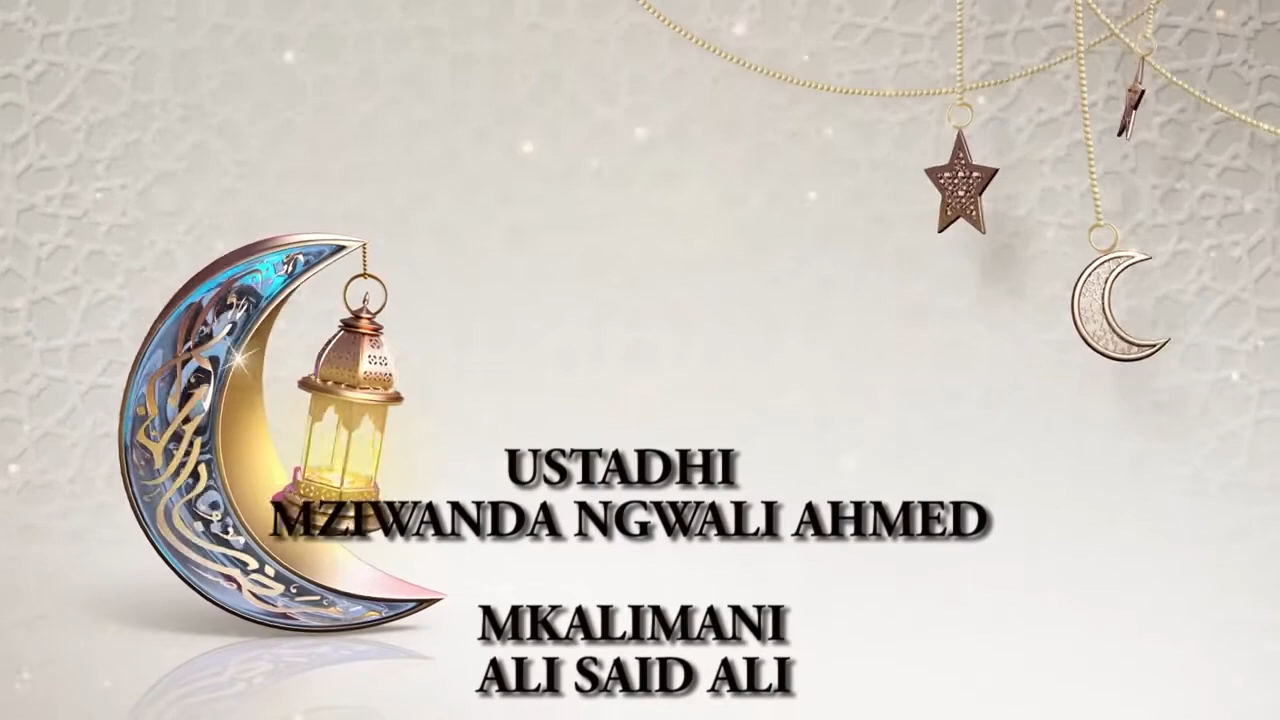 USTADHI
MZIWANDA NGWALI AHMED
MKALIMANI
ALI SAID ALI